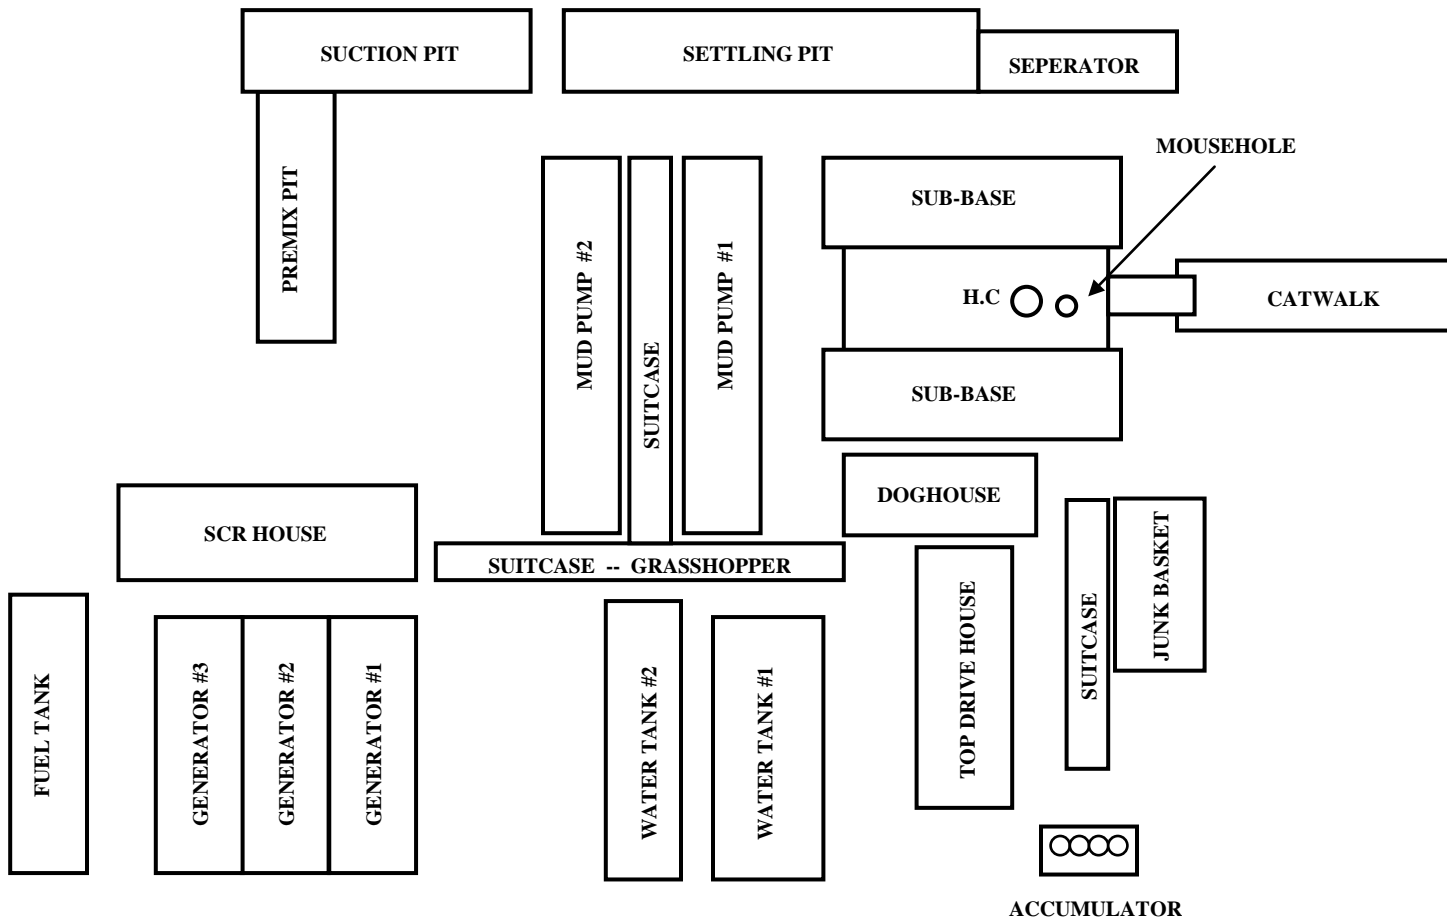 SUCTION PIT
SETTLING PIT
SEPERATOR
MOUSEHOLE
PREMIX PIT
MUD PUMP #2
SUITCASE
MUD PUMP #1
SUB-BASE
H.C
CATWALK
SUB-BASE
DOGHOUSE
SCR HOUSE
SUITCASE -- GRASSHOPPER
FUEL TANK
GENERATOR #3
GENERATOR #2
GENERATOR #1
WATER TANK #2
WATER TANK #1
TOP DRIVE HOUSE
SUITCASE
JUNK BASKET
ACCUMULATOR